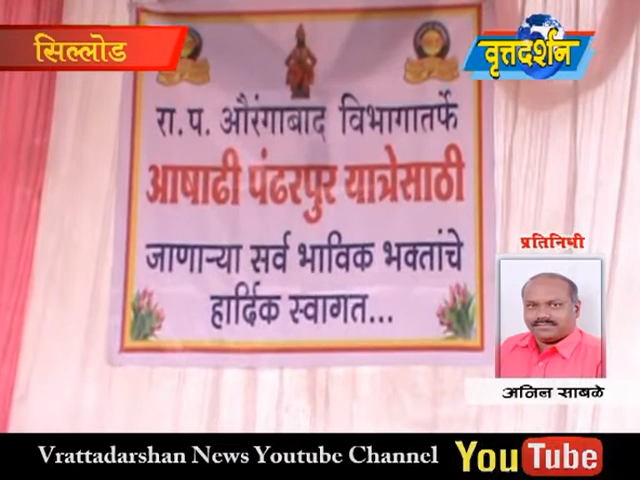 सिल्लोड
वृत्तदर्शन
रा.प. औरंगाबाद विभागातर्फे
आषाढी पंढरपुर यात्रेसाठी
जाणाऱ्या सर्व भाविक भक्तांचे
हार्दिक स्वागत...
प्रतिनिधी
अनिल साबळे
Vrattadarshan News Youtube Channel
YouTube